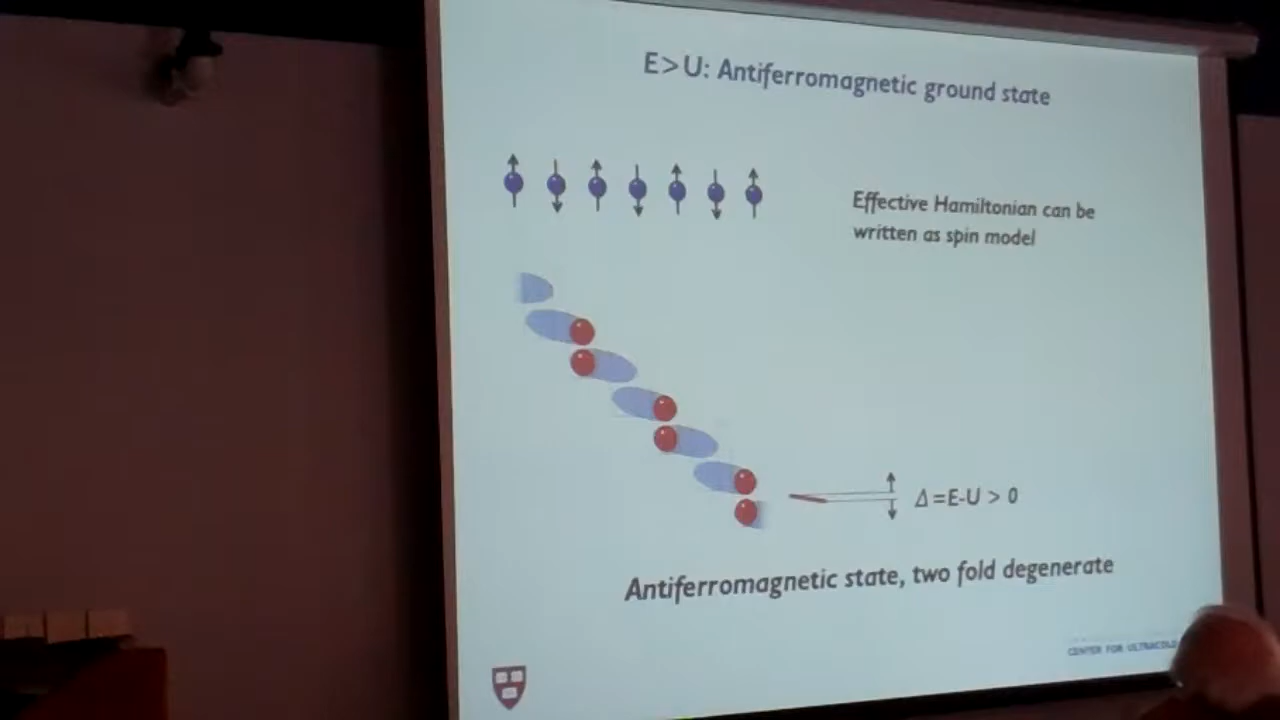 E>U: Antiferromagnetic ground state
Effective Hamiltonian can be
written as spin model
Δ=E-U > 0
Antiferromagnetic state, two fold degenerate
CENTER FOR